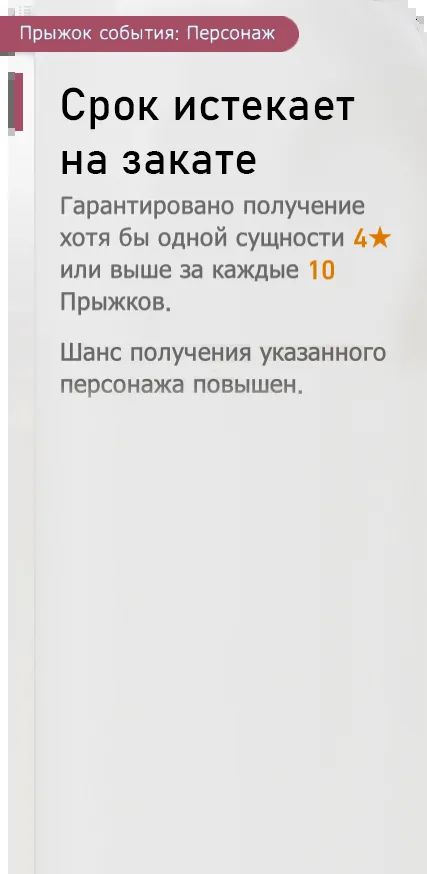 Прыжок события: Персонаж
Срок истекает
на закате
Гарантировано получение
хотя бы одной сущности 4★
или выше за каждые 10
Прыжков.
Шанс получения указанного
персонажа повышен.